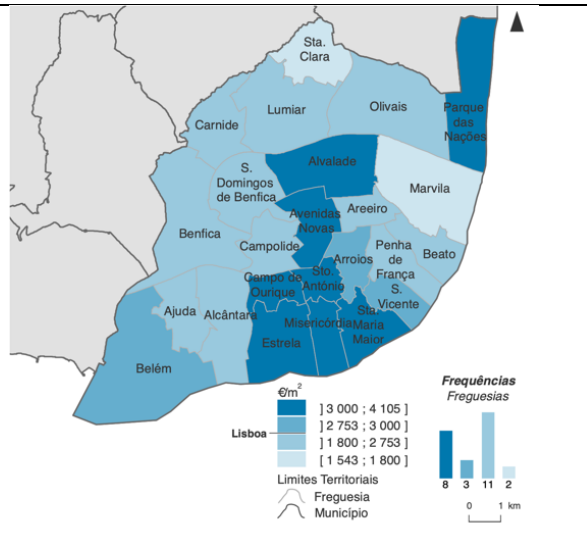 Sta.
Clara
Lumiar
Olivais
Parque
das
Nações
Carnide
Alvalade
S.
Domingos
de Benfica
Marvila
Avenidas
Novas
Areeiro
Benfica
Campolide
Arroios
Penha
de
França
Beato
Campo de
Ourique
Sto.
António
S.
Vicente
Ajuda
Alcântara
Estrela
Misericórdia
Sta.
Maria
Maior
Belém
€/m²
] 3 000 ; 4 105 ]
] 2 753 ; 3 000 ]
] 1 800 ; 2 753 ]
[ 1 543 ; 1 800 ]
Lisboa
Limites Territoriais
Freguesia
Município
Frequências
Freguesias
8 3 11 2
0 1 km